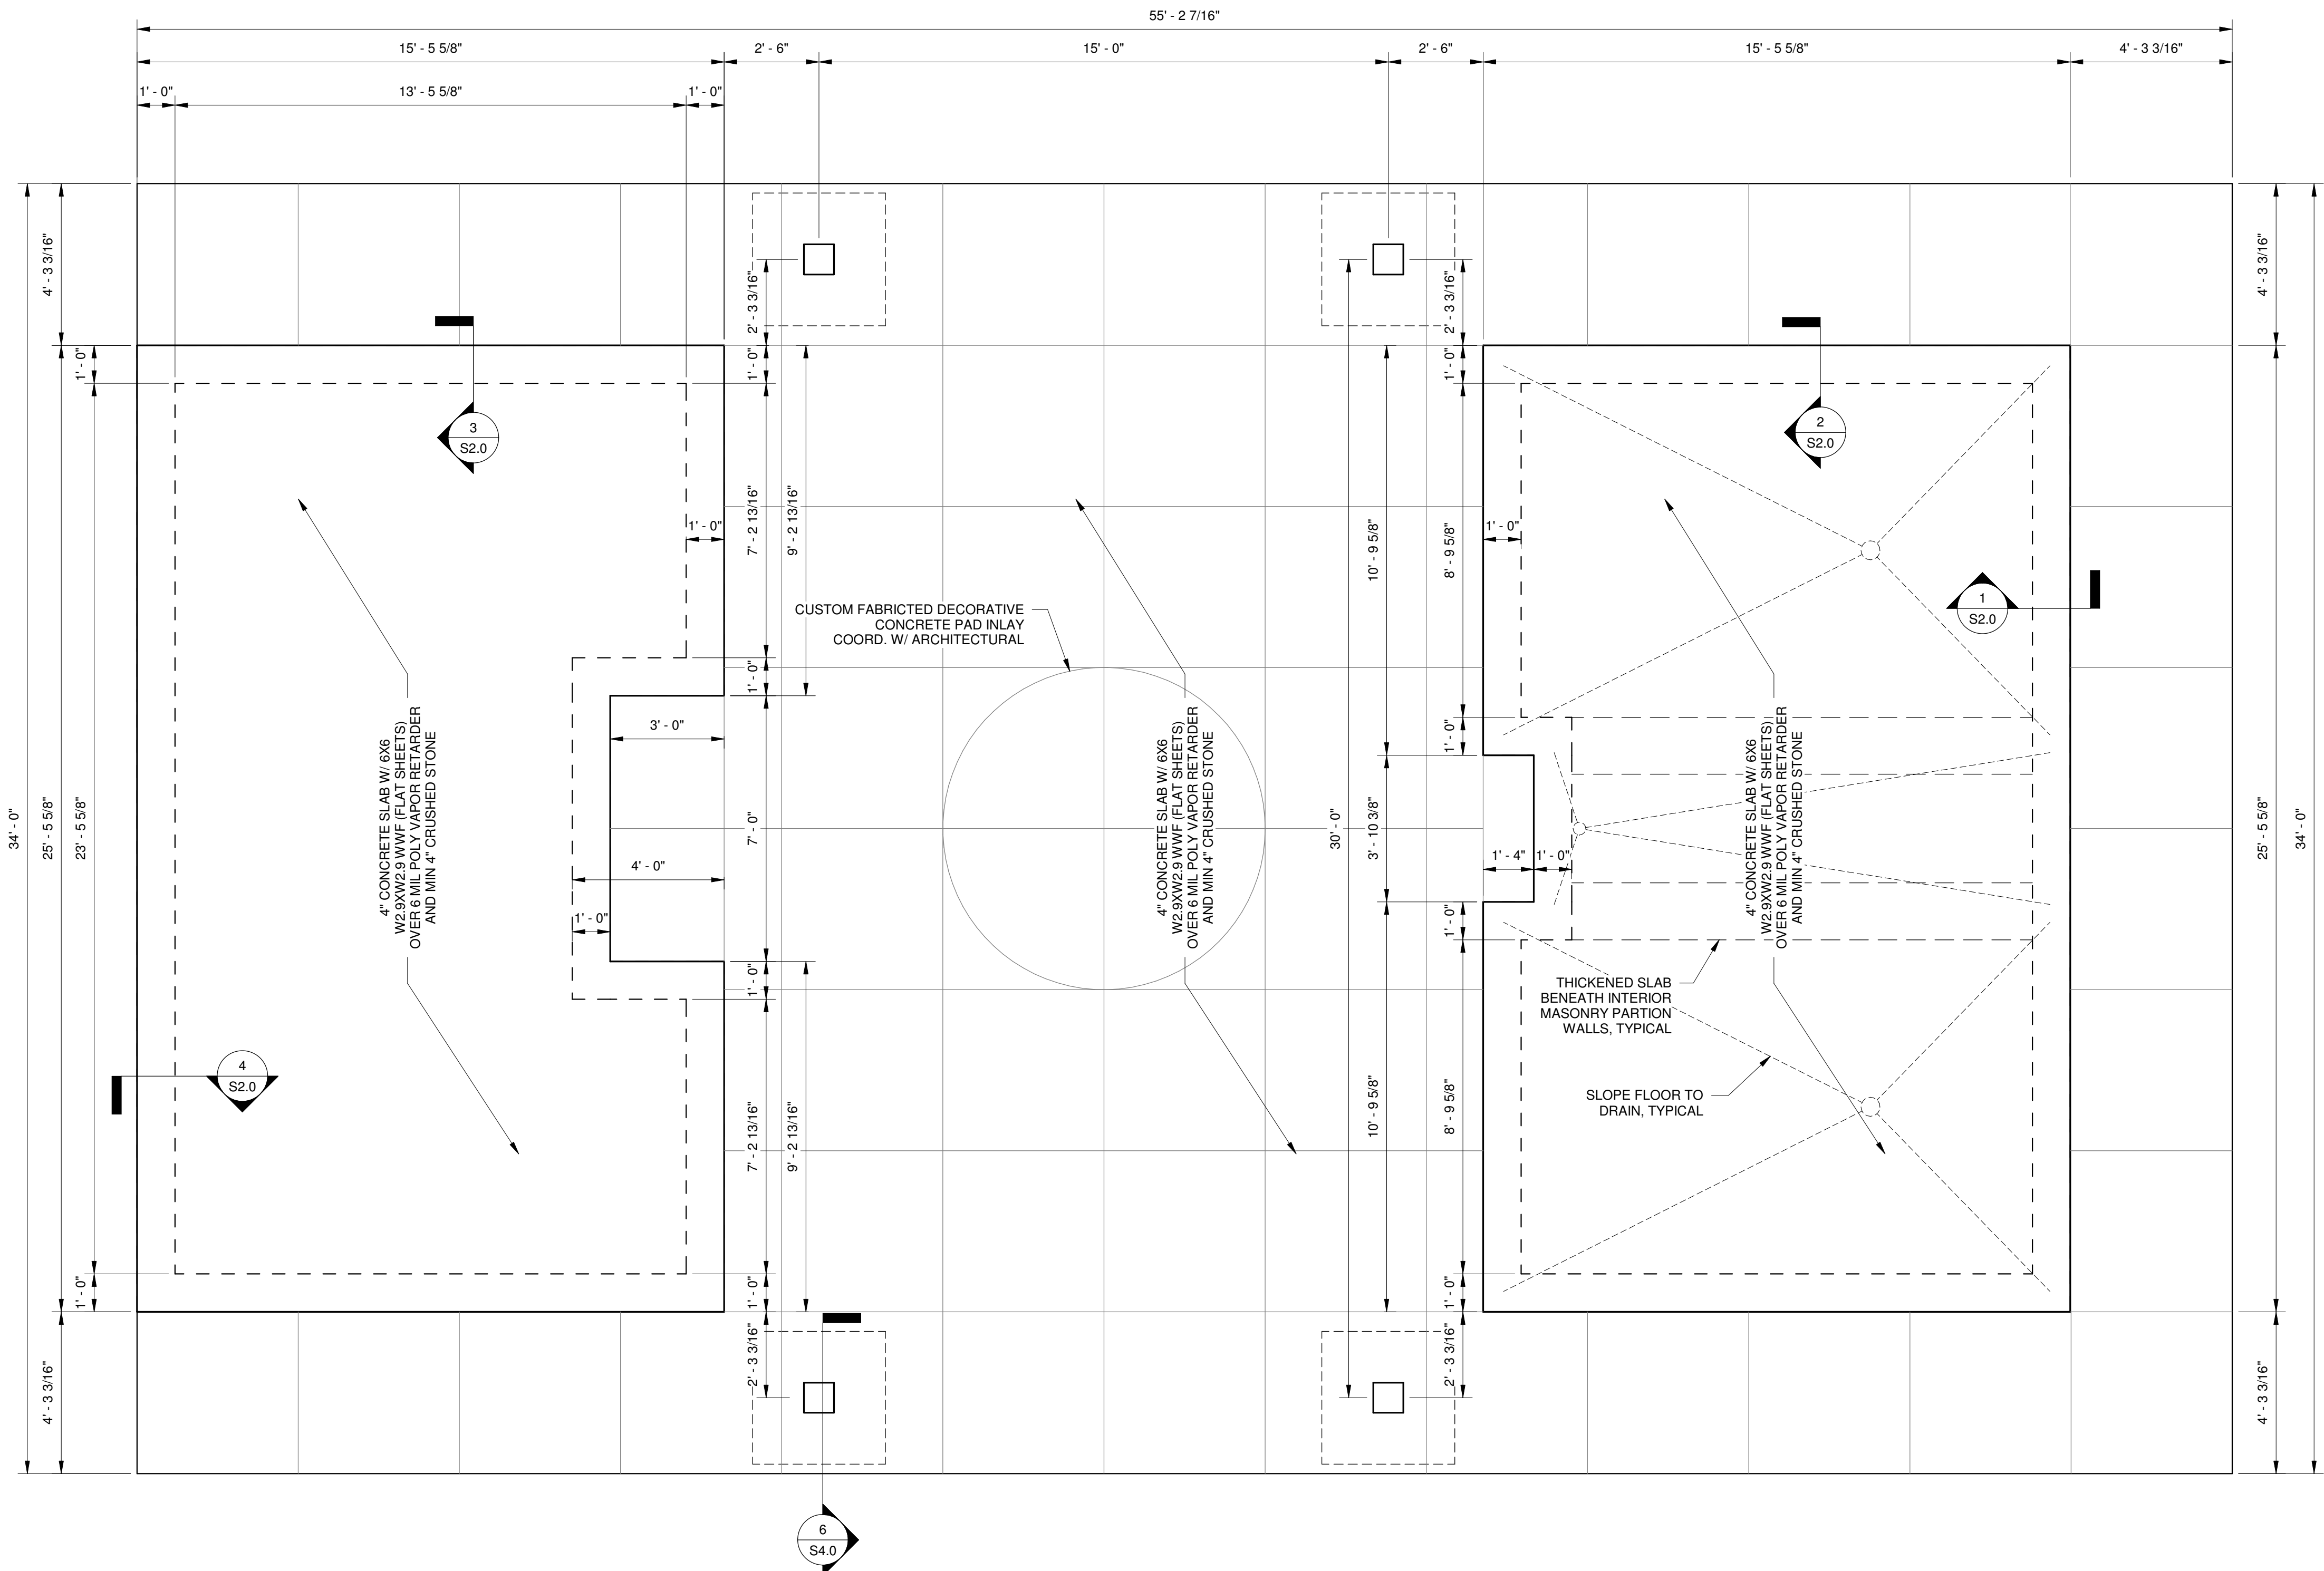 55' - 2 7/16"
15' - 5 5/8"
2' - 6"
15' - 0"
2' - 6"
15' - 5 5/8"
4' - 3 3/16"
1' - 0"
13' - 5 5/8"
1' - 0"
34' - 0"
4' - 3 3/16"
25' - 5 5/8"
4' - 3 3/16"
1' - 0"
23' - 5 5/8"
1' - 0"
3
S2.0
4" CONCRETE SLAB W/ 6X6
W2.9XW2.9 WWF (FLAT SHEETS)
OVER 6 MIL POLY VAPOR RETARDER
AND MIN 4" CRUSHED STONE
4
S2.0
1' - 0"
3' - 0"
4' - 0"
1' - 0"
2' - 3 3/16"
1' - 0"
7' - 2 13/16"
1' - 0"
7' - 0"
1' - 0"
7' - 2 13/16"
1' - 0"
2' - 3 3/16"
9' - 2 13/16"
9' - 2 13/16"
CUSTOM FABRICTED DECORATIVE
CONCRETE PAD INLAY
COORD. W/ ARCHITECTURAL
4" CONCRETE SLAB W/ 6X6
W2.9XW2.9 WWF (FLAT SHEETS)
OVER 6 MIL POLY VAPOR RETARDER
AND MIN 4" CRUSHED STONE
6
S4.0
30' - 0"
10' - 9 5/8"
3' - 10 3/8"
10' - 9 5/8"
2' - 3 3/16"
1' - 0"
8' - 9 5/8"
1' - 0"
1' - 0"
8' - 9 5/8"
1' - 0"
2' - 3 3/16"
1' - 0"
1' - 4"
1' - 0"
2
S2.0
1
S2.0
4" CONCRETE SLAB W/ 6X6
W2.9XW2.9 WWF (FLAT SHEETS)
OVER 6 MIL POLY VAPOR RETARDER
AND MIN 4" CRUSHED STONE
THICKENED SLAB
BENEATH INTERIOR
MASONRY PARTION
WALLS, TYPICAL
SLOPE FLOOR TO
DRAIN, TYPICAL
4' - 3 3/16"
25' - 5 5/8"
4' - 3 3/16"
34' - 0"